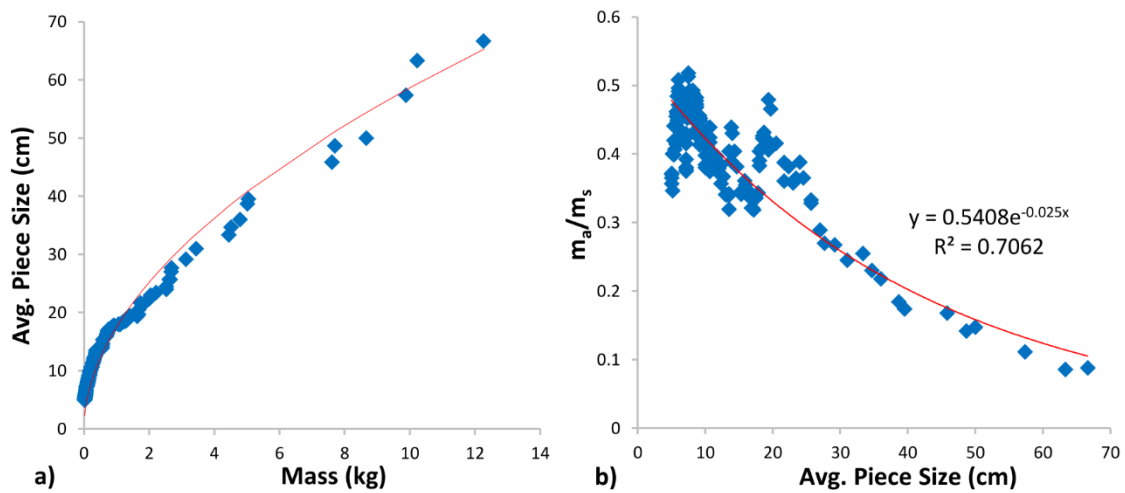 70
60
50
40
30
20
10
0
Avg. Piece Size (cm)
0 2 4 6 8 10 12 14
a) Mass (kg)
0.6
0.5
0.4
0.3
0.2
0.1
0
mₐ/mₛ
y = 0.5408e⁻⁰·⁰²⁵ˣ
R² = 0.7062
0 10 20 30 40 50 60 70
b) Avg. Piece Size (cm)